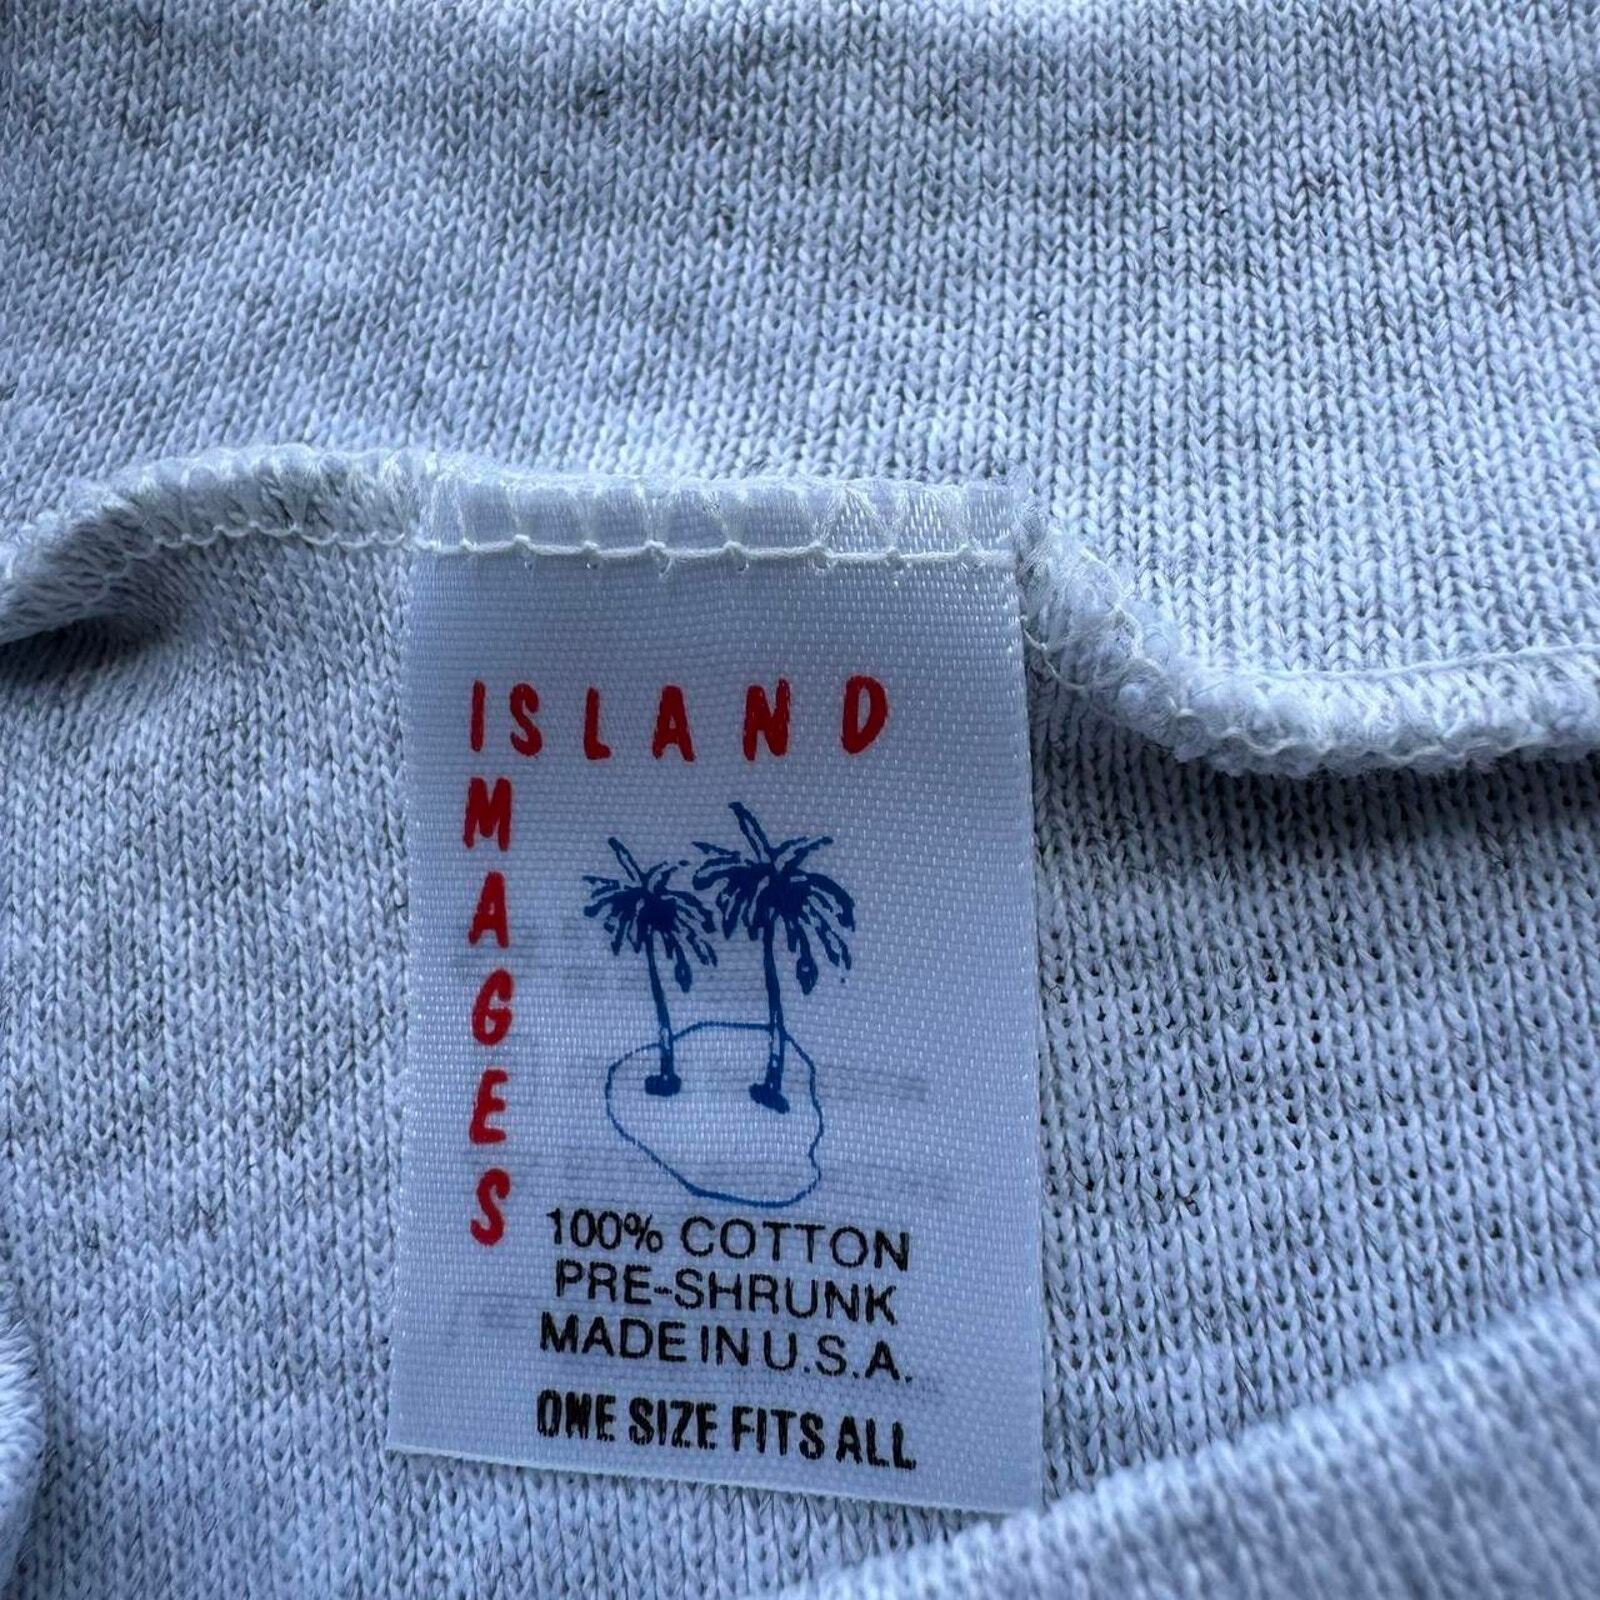 ISLAND
IMAGES
100% COTTON
PRE-SHRUNK
MADE IN U.S.A.
ONE SIZE FITS ALL